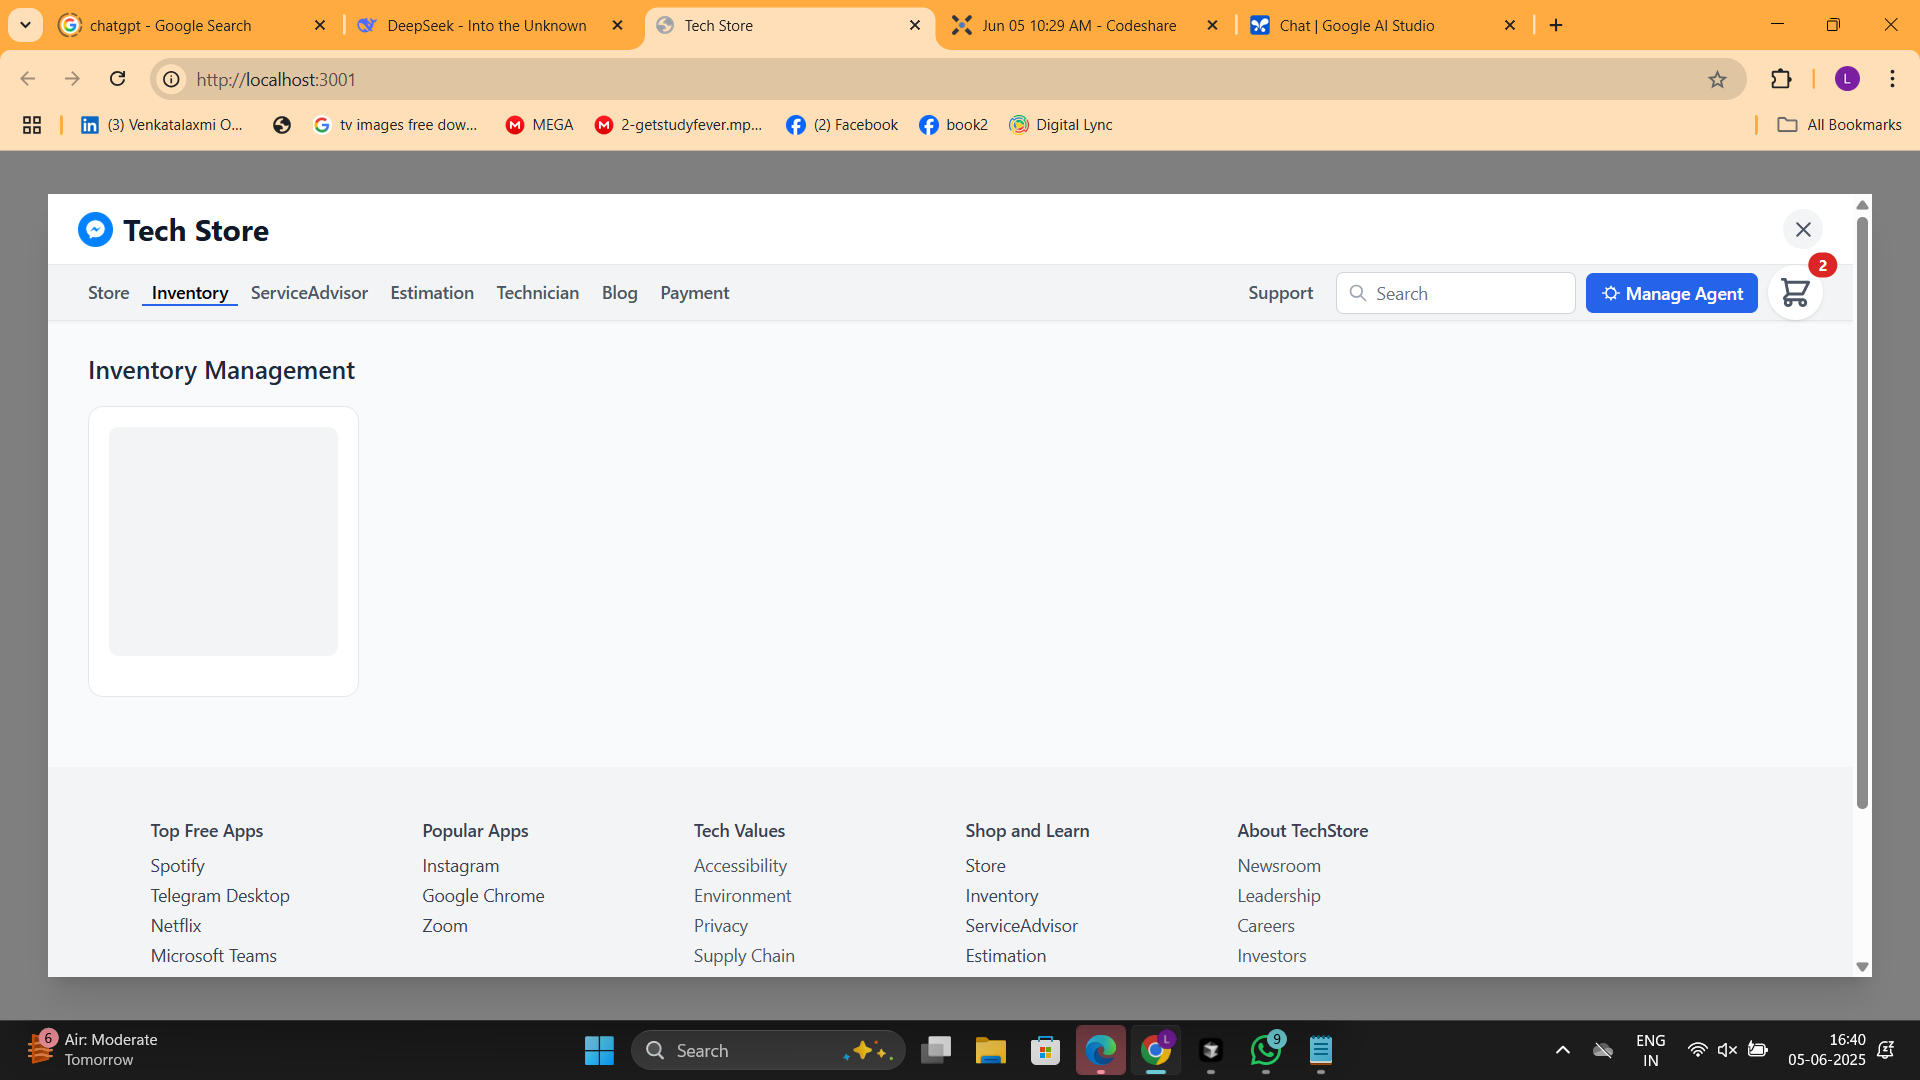 chatgpt - Google Search
DeepSeek - Into the Unknown
Tech Store
Jun 05 10:29 AM - Codeshare
Chat | Google AI Studio
http://localhost:3001
L
(3) Venkatalaxmi O...
tv images free dow...
MEGA
2-getstudyfever.mp...
(2) Facebook
book2
Digital Lync
All Bookmarks
Tech Store
2
Store
Inventory
ServiceAdvisor
Estimation
Technician
Blog
Payment
Support
Search
Manage Agent
Inventory Management
Top Free Apps
Popular Apps
Tech Values
Shop and Learn
About TechStore
Spotify
Instagram
Accessibility
Store
Newsroom
Telegram Desktop
Google Chrome
Environment
Inventory
Leadership
Netflix
Zoom
Privacy
ServiceAdvisor
Careers
Microsoft Teams
Supply Chain
Estimation
Investors
6
Air: Moderate
Tomorrow
Search
L
9
ENG
IN
16:40
05-06-2025